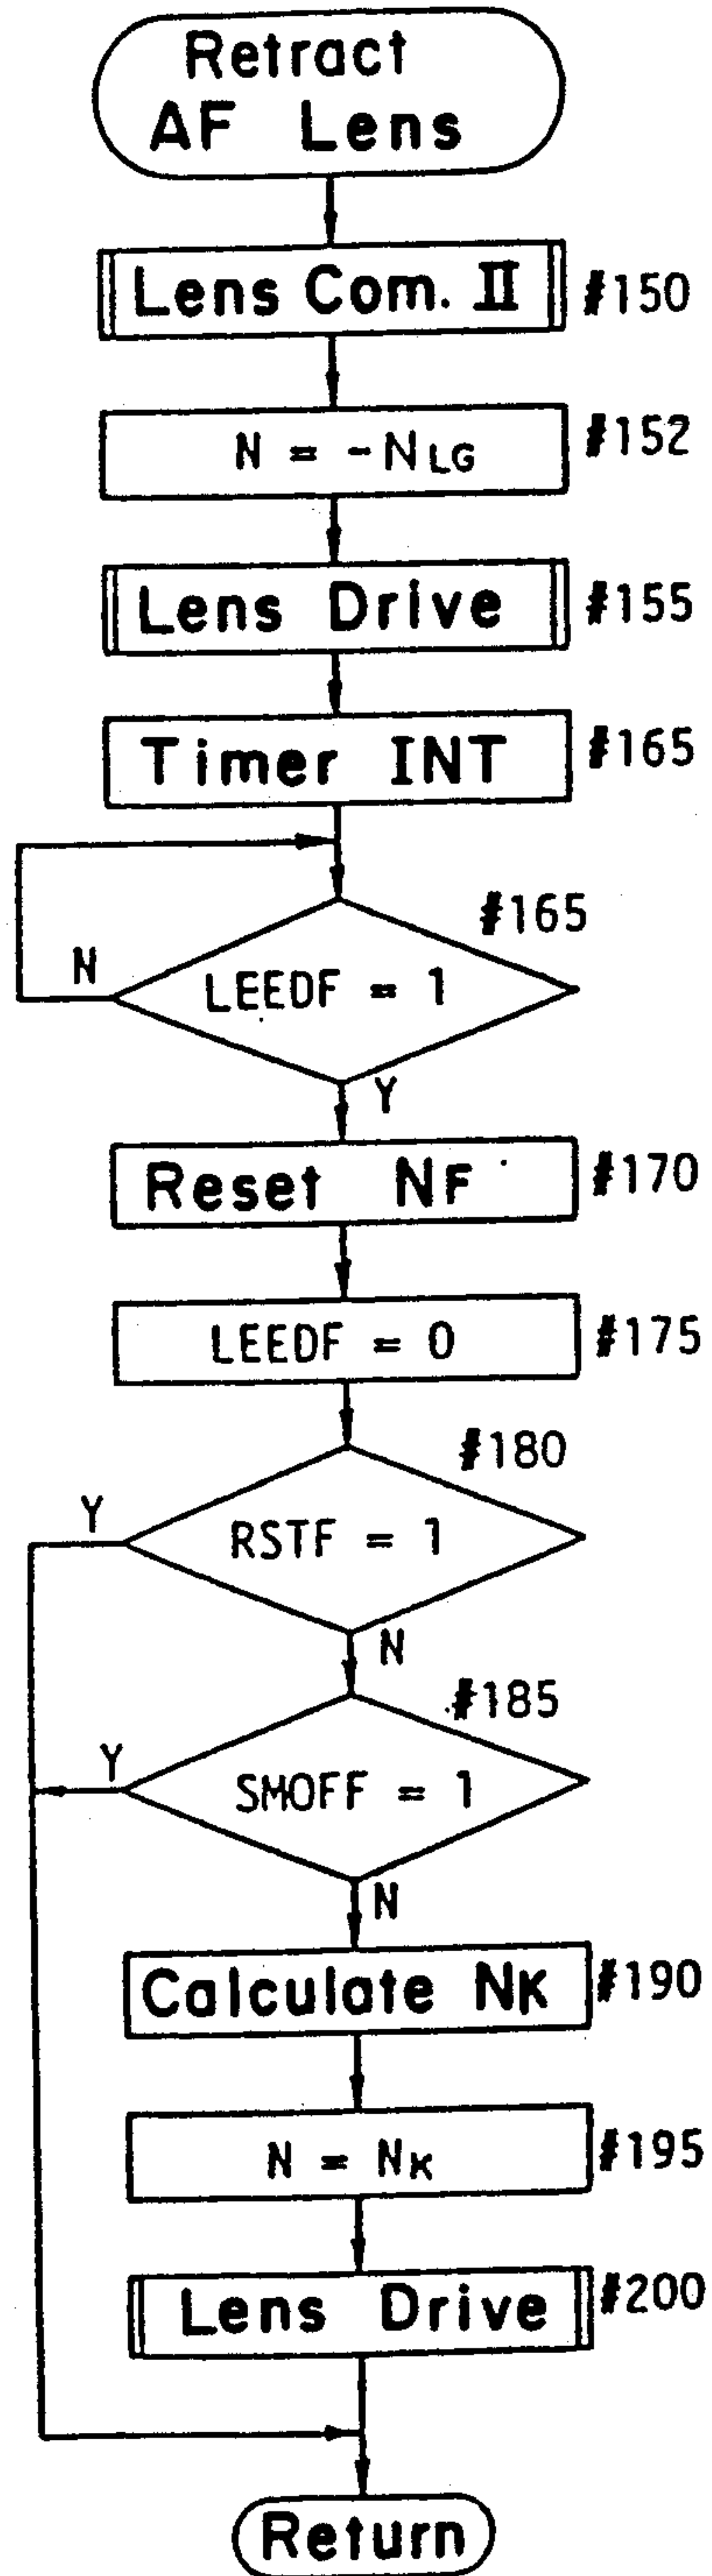 Retract
AF Lens
Lens Com. II #150
N = -NLG #152
Lens Drive #155
Timer INT #165
#165
N LEEDF = 1
Y
Reset NF #170
LEEDF = 0 #175
#180
Y RSTF = 1
N
#185
Y SMOFF = 1
N
Calculate NK #190
N = NK #195
Lens Drive #200
Return